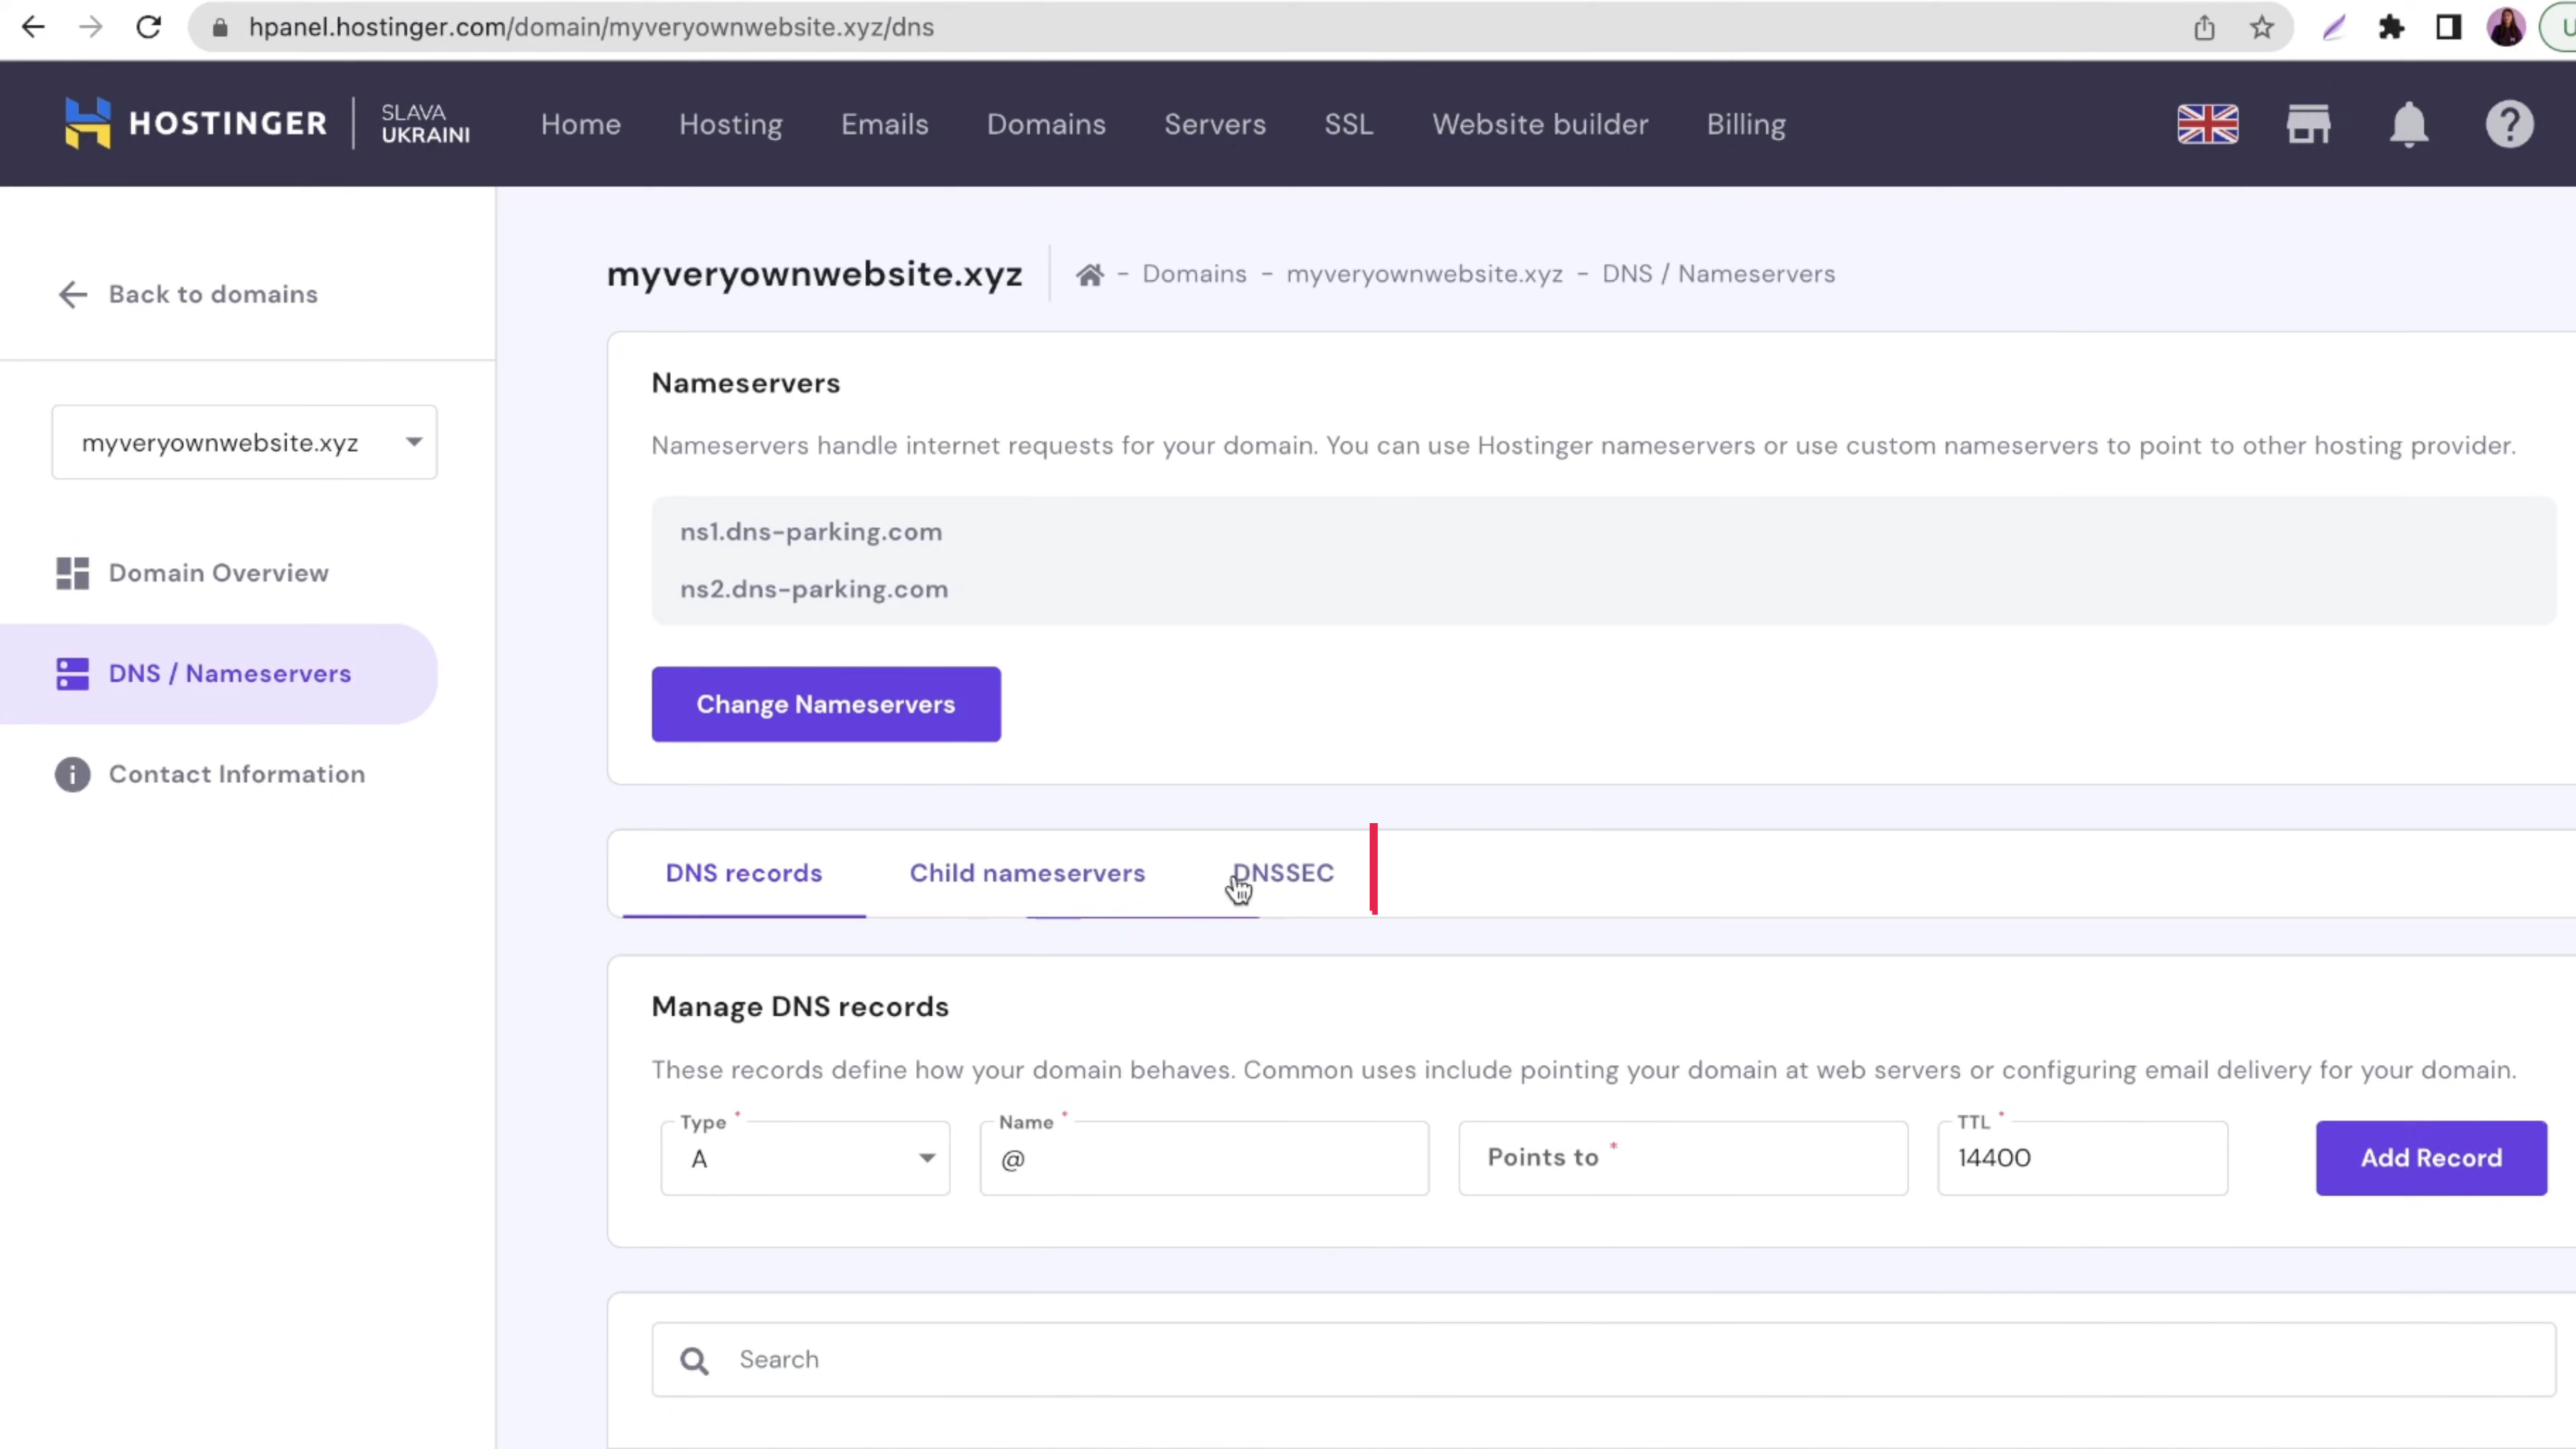 hpanel.hostinger.com/domain/myveryownwebsite.xyz/dns
HOSTINGER
SLAVA
UKRAINI
Home
Hosting
Emails
Domains
Servers
SSL
Website builder
Billing
Back to domains
myveryownwebsite.xyz
Domain Overview
DNS / Nameservers
Contact Information
myveryownwebsite.xyz
- Domains - myveryownwebsite.xyz - DNS / Nameservers
Nameservers
Nameservers handle internet requests for your domain. You can use Hostinger nameservers or use custom nameservers to point to other hosting provider.
ns1.dns-parking.com
ns2.dns-parking.com
Change Nameservers
DNS records
Child nameservers
DNSSEC
Manage DNS records
These records define how your domain behaves. Common uses include pointing your domain at web servers or configuring email delivery for your domain.
Type *
A
Name *
@
Points to *
TTL *
14400
Add Record
Search